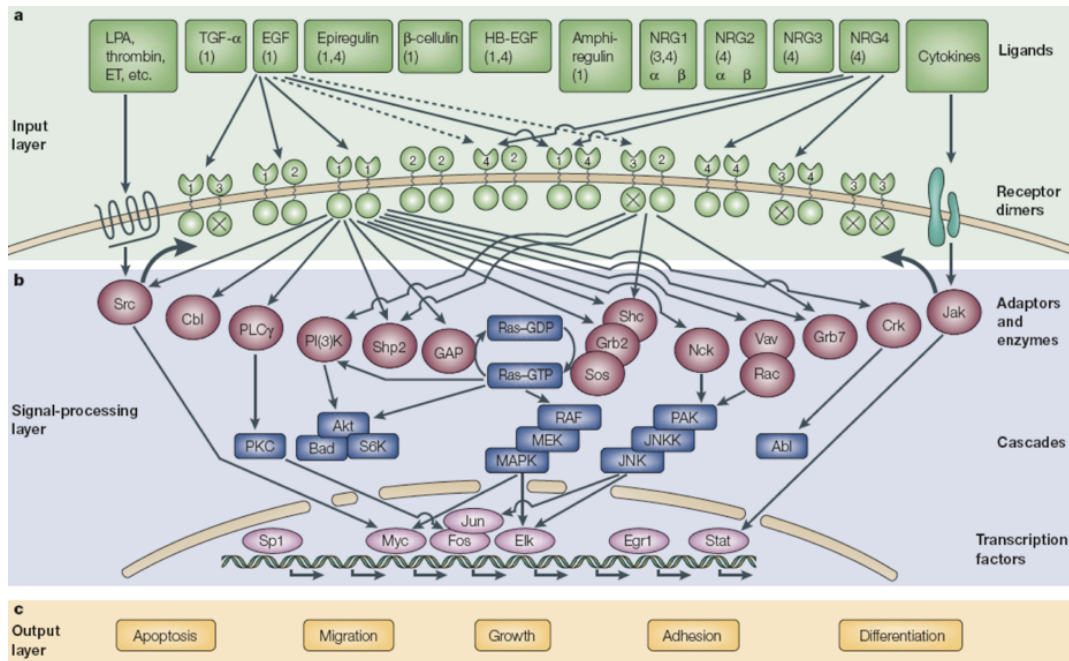 a
LPA,
thrombin,
ET, etc.
TGF-α
(1)
EGF
(1)
Epiregulin
(1,4)
β-cellulin
(1)
HB-EGF
(1,4)
Amphi-
regulin
(1)
NRG1
(3,4)
α β
NRG2
(4)
α β
NRG3
(4)
NRG4
(4)
Cytokines
Ligands
Input
layer
1 3
1 2
1 1
2 2
4 2
1 4
3 2
4 4
3 4
3 3
Receptor
dimers
b
Src
Cbl
PLCγ
PI(3)K
Shp2
GAP
Ras–GDP
Ras–GTP
Shc
Grb2
Sos
Nck
Vav
Rac
Grb7
Crk
Jak
Adaptors
and
enzymes
Signal-processing
layer
PKC
Akt
Bad
S6K
RAF
MEK
MAPK
PAK
JNKK
JNK
Abl
Cascades
Sp1
Myc
Jun
Fos
Elk
Egr1
Stat
Transcription
factors
c
Output
layer
Apoptosis
Migration
Growth
Adhesion
Differentiation